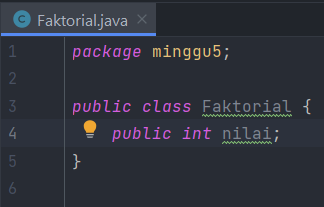 Faktorial.java
1 package minggu5;
2
3 public class Faktorial {
4 public int nilai;
5 }
6